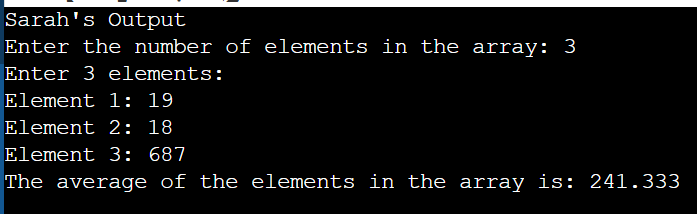 Sarah's Output
Enter the number of elements in the array: 3
Enter 3 elements:
Element 1: 19
Element 2: 18
Element 3: 687
The average of the elements in the array is: 241.333